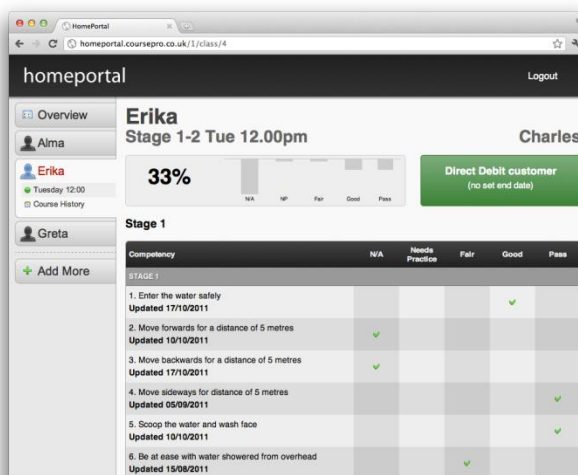 HomePortal
homeportal.coursepro.co.uk/1/class/4
homeportal
Logout
Overview
Alma
Erika
Tuesday 12:00
Course History
Greta
Add More
Erika
Stage 1-2 Tue 12.00pm
Charles
33%
N/A NP Fair Good Pass
Direct Debit customer
(no set end date)
Stage 1
Competency N/A Needs Practice Fair Good Pass
STAGE 1
1. Enter the water safely
Updated 17/10/2011
2. Move forwards for a distance of 5 metres
Updated 10/10/2011
3. Move backwards for a distance of 5 metres
Updated 17/10/2011
4. Move sideways for distance of 5 metres
Updated 05/09/2011
5. Scoop the water and wash face
Updated 10/10/2011
6. Be at ease with water showered from overhead
Updated 15/08/2011